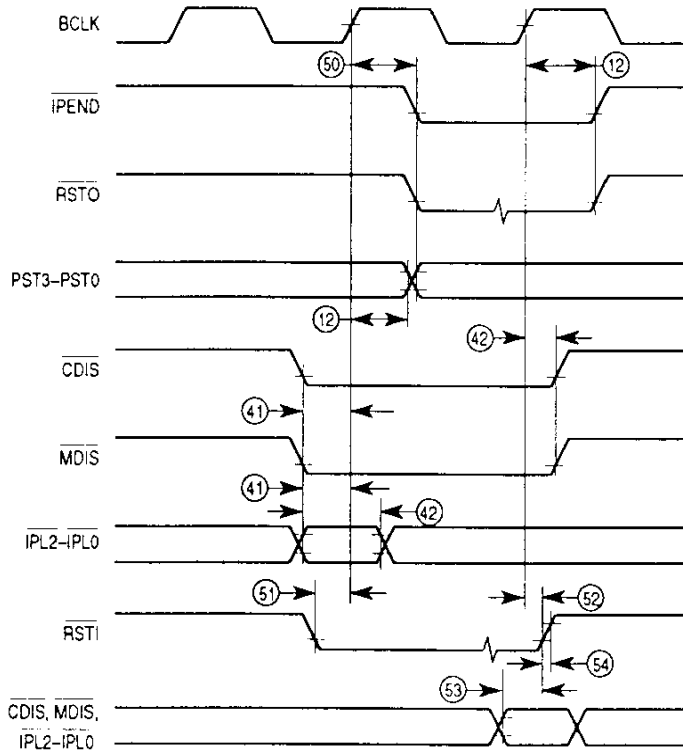 BCLK
50
12
IPEND
RSTO
PST3–PST0
12
42
CDIS
41
MDIS
41
42
IPL2–IPL0
51
52
RSTI
54
53
CDIS, MDIS,
IPL2–IPL0